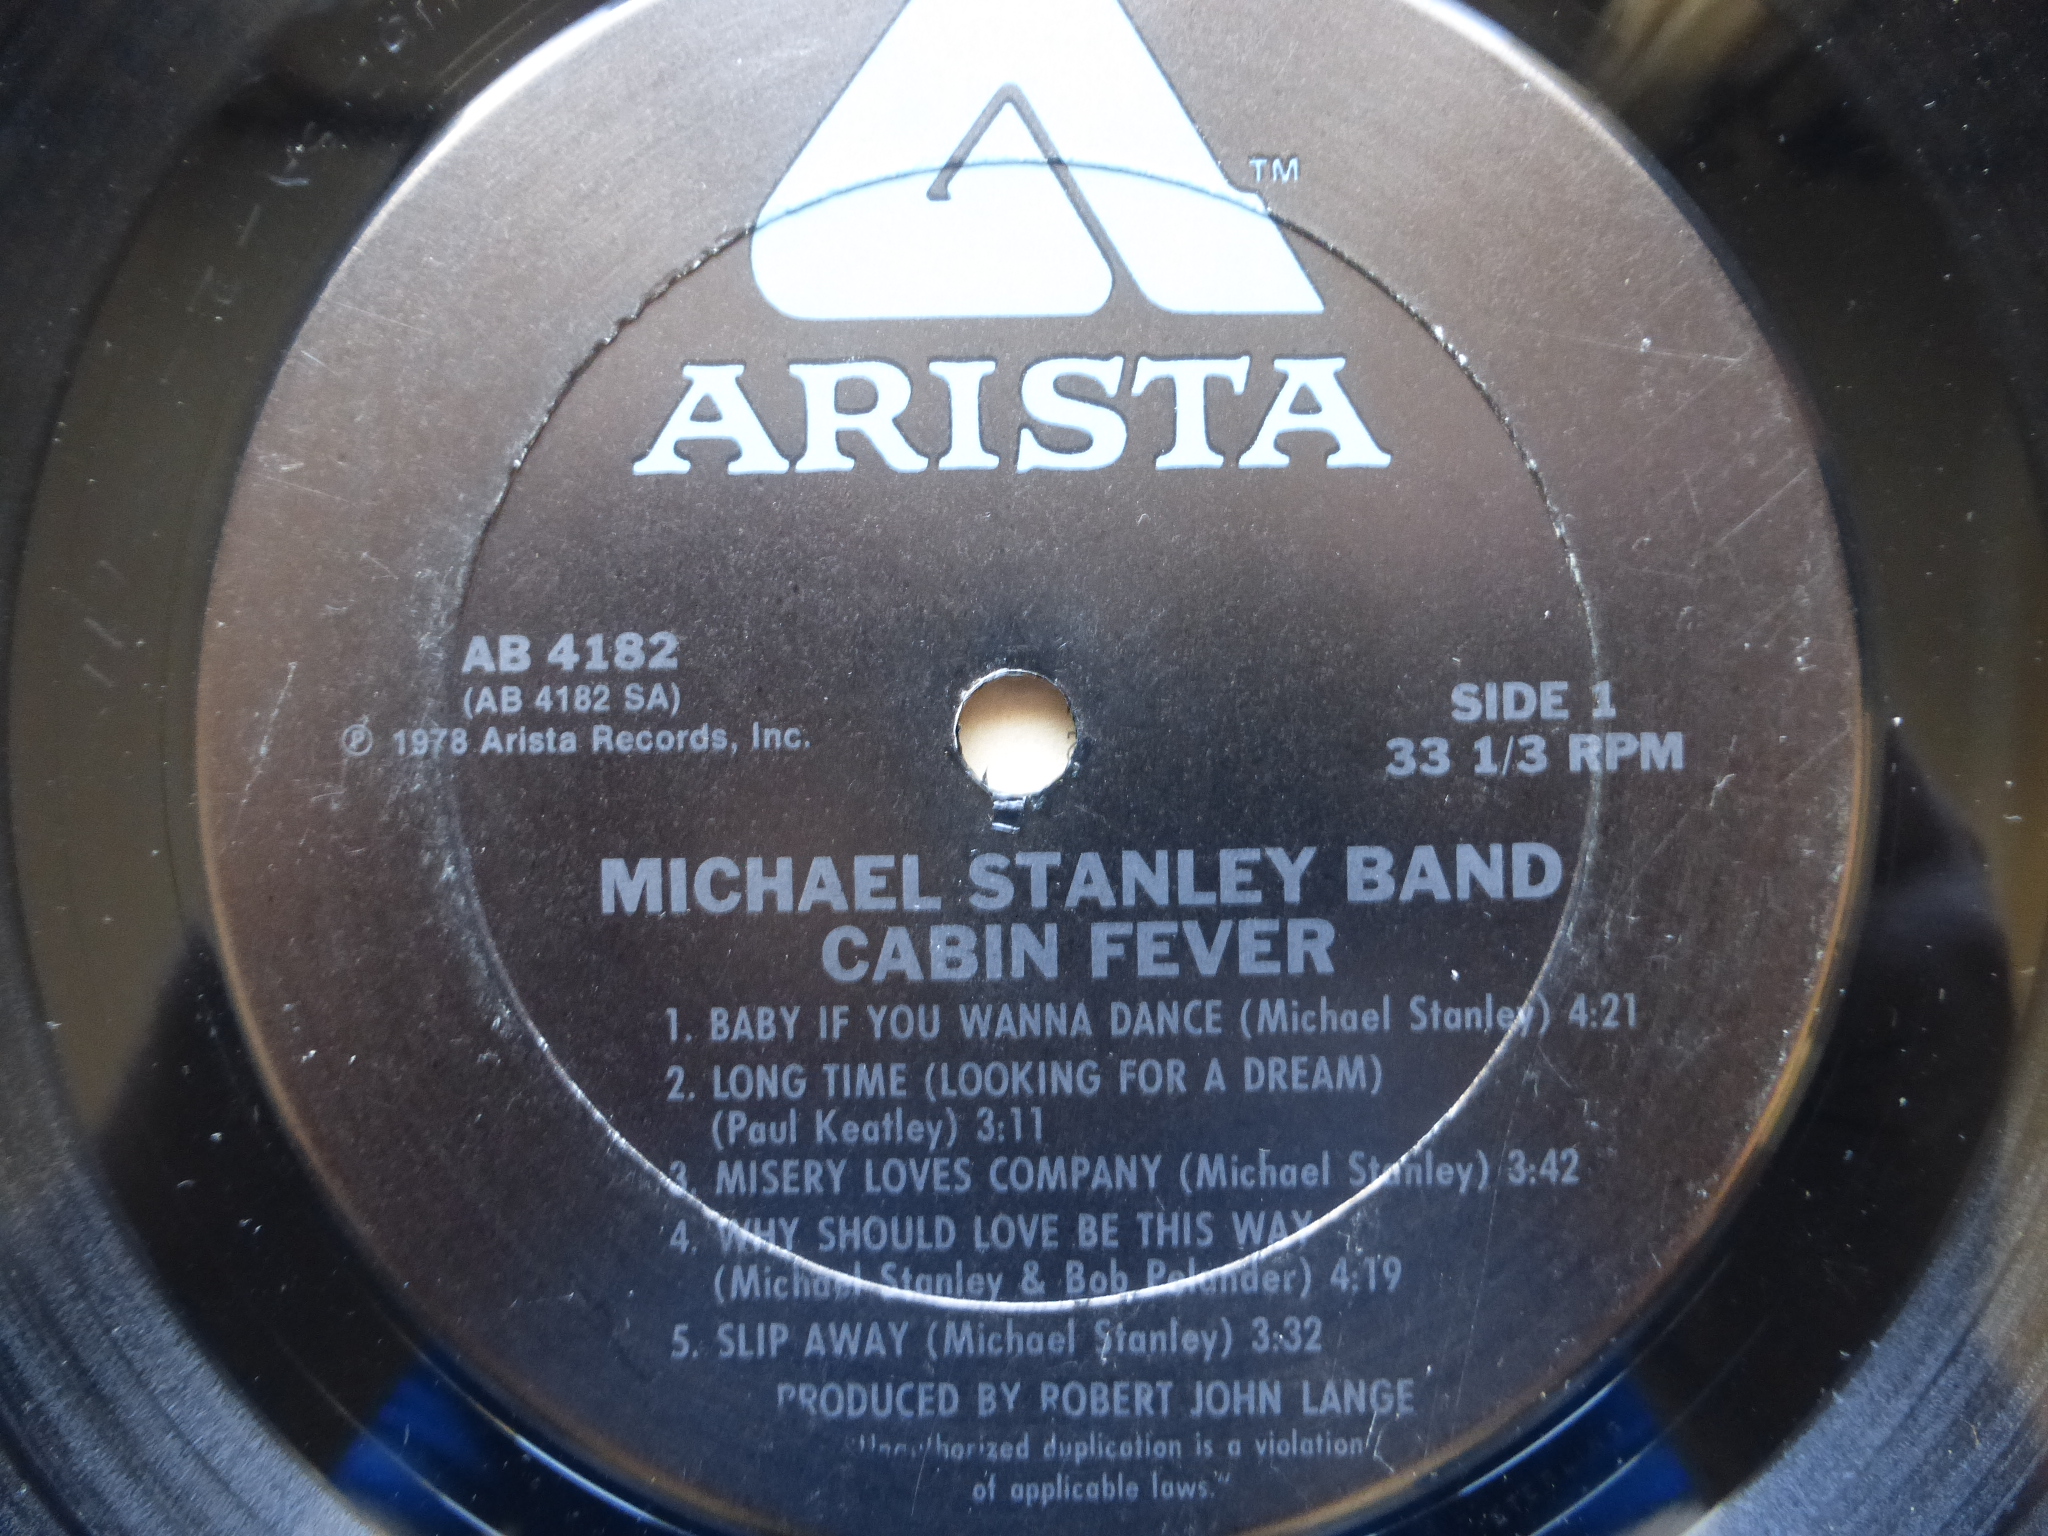 TM
ARISTA
AB 4182
(AB 4182 SA)
℗ 1978 Arista Records, Inc.
SIDE 1
33 1/3 RPM
MICHAEL STANLEY BAND
CABIN FEVER
1. BABY IF YOU WANNA DANCE (Michael Stanley) 4:21
2. LONG TIME (LOOKING FOR A DREAM)
(Paul Keatley) 3:11
3. MISERY LOVES COMPANY (Michael Stanley) 3:42
4. WHY SHOULD LOVE BE THIS WAY
(Michael Stanley & Bob Pelander) 4:19
5. SLIP AWAY (Michael Stanley) 3:32
PRODUCED BY ROBERT JOHN LANGE
"Unauthorized duplication is a violation
of applicable laws."